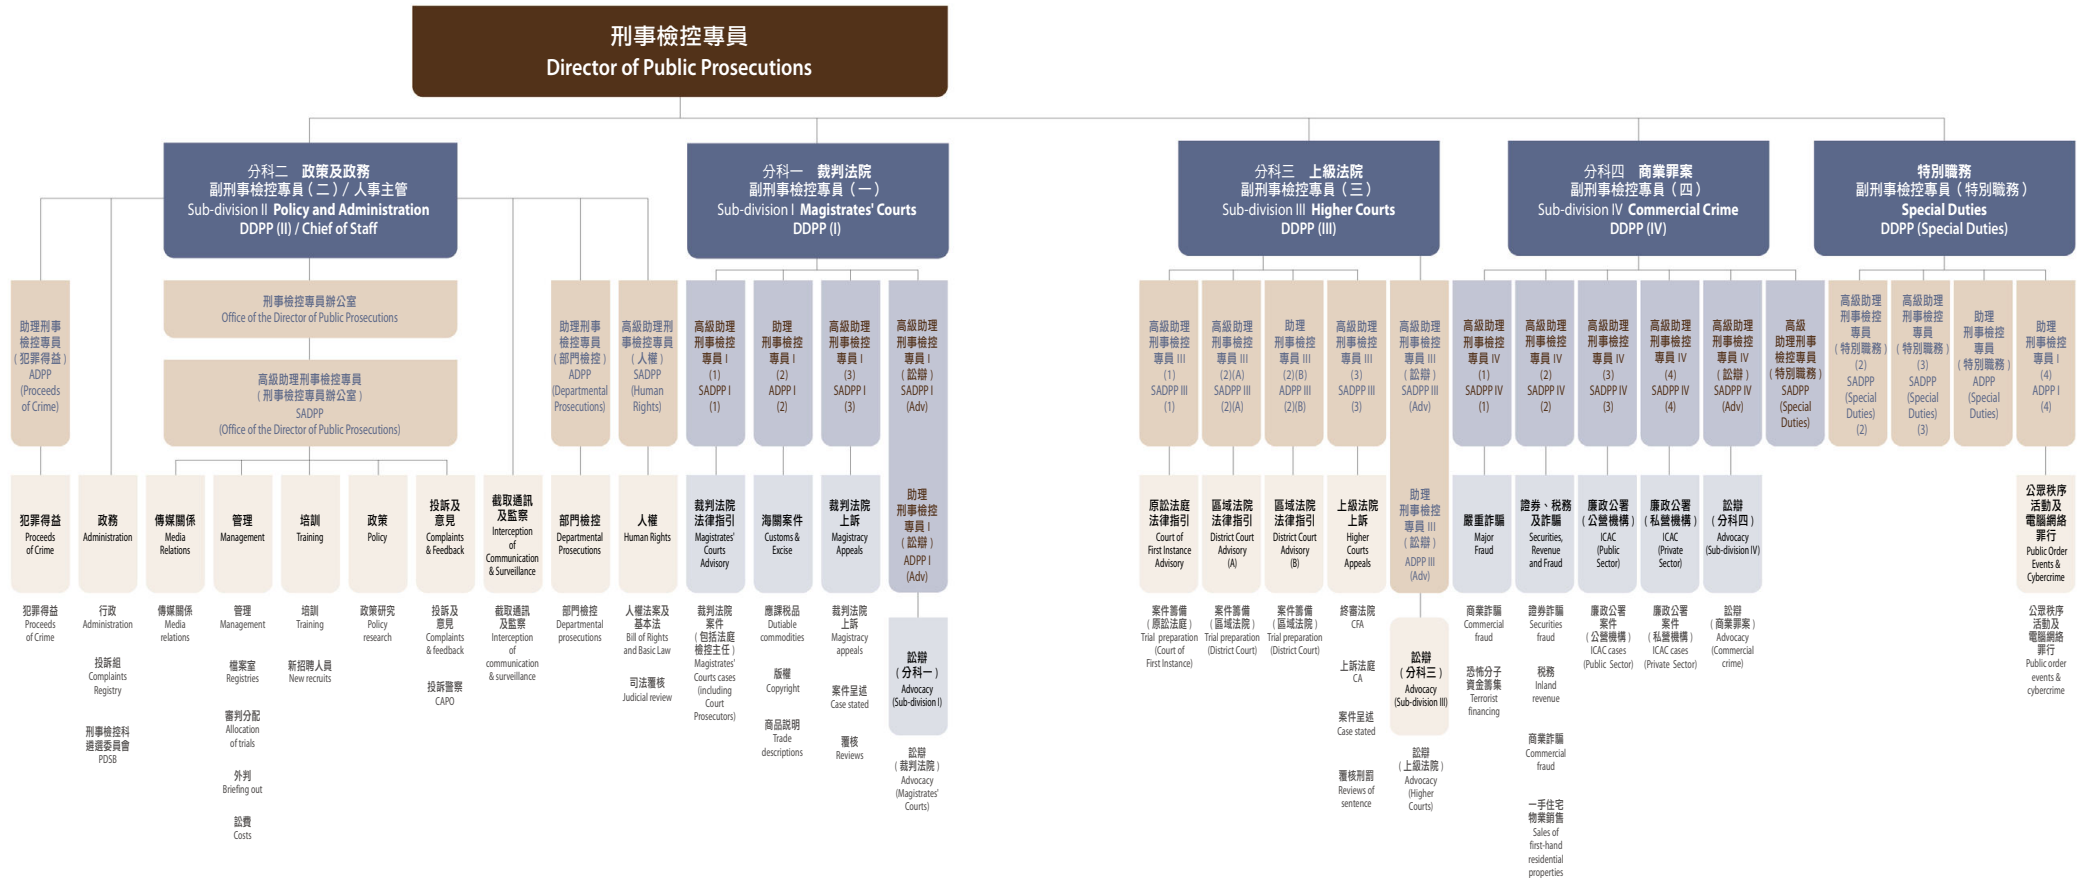 刑事檢控專員
Director of Public Prosecutions
分科二 政策及政務
副刑事檢控專員（二）/ 人事主管
Sub-division II Policy and Administration
DDPP (II) / Chief of Staff
分科一 裁判法院
副刑事檢控專員（一）
Sub-division I Magistrates' Courts
DDPP (I)
分科三 上級法院
副刑事檢控專員（三）
Sub-division III Higher Courts
DDPP (III)
分科四 商業罪案
副刑事檢控專員（四）
Sub-division IV Commercial Crime
DDPP (IV)
特別職務
副刑事檢控專員（特別職務）
Special Duties
DDPP (Special Duties)
助理刑事
檢控專員
（犯罪得益）
ADPP
(Proceeds
of Crime)
刑事檢控專員辦公室
Office of the Director of Public Prosecutions
高級助理刑事檢控專員
（刑事檢控專員辦公室）
SADPP
(Office of the Director of Public Prosecutions)
助理刑事
檢控專員
（部門檢控）
ADPP
(Departmental
Prosecutions)
高級助理刑
事檢控專員
（人權）
SADPP
(Human
Rights)
高級助理
刑事檢控
專員 I
(1)
SADPP I
(1)
助理
刑事檢控
專員 I
(2)
ADPP I
(2)
高級助理
刑事檢控
專員 I
(3)
SADPP I
(3)
高級助理
刑事檢控
專員 I
（訟辯）
SADPP I
(Adv)
高級助理
刑事檢控
專員 III
(1)
SADPP III
(1)
高級助理
刑事檢控
專員 III
(2)(A)
SADPP III
(2)(A)
助理
刑事檢控
專員 III
(2)(B)
ADPP III
(2)(B)
高級助理
刑事檢控
專員 III
(3)
SADPP III
(3)
高級助理
刑事檢控
專員 III
（訟辯）
SADPP III
(Adv)
高級助理
刑事檢控
專員 IV
(1)
SADPP IV
(1)
高級助理
刑事檢控
專員 IV
(2)
SADPP IV
(2)
高級助理
刑事檢控
專員 IV
(3)
SADPP IV
(3)
高級助理
刑事檢控
專員 IV
(4)
SADPP IV
(4)
高級助理
刑事檢控
專員 IV
（訟辯）
SADPP IV
(Adv)
高級
助理刑事
檢控專員
（特別職務）
SADPP
(Special
Duties)
高級助理
刑事檢控
專員
（特別職務）
(2)
SADPP
(Special
Duties)
(2)
高級助理
刑事檢控
專員
（特別職務）
(3)
SADPP
(Special
Duties)
(3)
助理
刑事檢控
專員
（特別職務）
ADPP
(Special
Duties)
助理
刑事檢控
專員 I
(4)
ADPP I
(4)
犯罪得益
Proceeds
of Crime
政務
Administration
傳媒關係
Media
Relations
管理
Management
培訓
Training
政策
Policy
投訴及
意見
Complaints
& Feedback
截取通訊
及監察
Interception
of
Communication
& Surveillance
部門檢控
Departmental
Prosecutions
人權
Human Rights
裁判法院
法律指引
Magistrates'
Courts
Advisory
海關案件
Customs &
Excise
裁判法院
上訴
Magistracy
Appeals
助理
刑事檢控
專員 I
（訟辯）
ADPP I
(Adv)
原訟法庭
法律指引
Court of
First Instance
Advisory
區域法院
法律指引
District Court
Advisory
(A)
區域法院
法律指引
District Court
Advisory
(B)
上級法院
上訴
Higher
Courts
Appeals
助理
刑事檢控
專員 III
（訟辯）
ADPP III
(Adv)
嚴重詐騙
Major
Fraud
證券、稅務
及詐騙
Securities,
Revenue
and Fraud
廉政公署
（公營機構）
ICAC
(Public
Sector)
廉政公署
（私營機構）
ICAC
(Private
Sector)
訟辯
（分科四）
Advocacy
(Sub-division IV)
公眾秩序
活動及
電腦網絡
罪行
Public Order
Events &
Cybercrime
犯罪得益
Proceeds
of Crime
行政
Administration
投訴組
Complaints
Registry
刑事檢控科
遴選委員會
PDSB
傳媒關係
Media
relations
管理
Management
檔案室
Registries
審判分配
Allocation
of trials
外判
Briefing out
訟費
Costs
培訓
Training
新招聘人員
New recruits
政策研究
Policy
research
投訴及
意見
Complaints
& feedback
投訴警察
CAPO
截取通訊
及監察
Interception
of
communication
& surveillance
部門檢控
Departmental
prosecutions
人權法案及
基本法
Bill of Rights
and Basic Law
司法覆核
Judicial review
裁判法院
案件
（包括法庭
檢控主任）
Magistrates'
Courts cases
(including
Court
Prosecutors)
應課稅品
Dutiable
commodities
版權
Copyright
商品說明
Trade
descriptions
裁判法院
上訴
Magistracy
appeals
案件呈述
Case stated
覆核
Reviews
訟辯
（分科一）
Advocacy
(Sub-division I)
訟辯
（裁判法院）
Advocacy
(Magistrates'
Courts)
案件籌備
（原訟法庭）
Trial preparation
(Court of
First Instance)
案件籌備
（區域法院）
Trial preparation
(District Court)
案件籌備
（區域法院）
Trial preparation
(District Court)
終審法院
CFA
上訴法庭
CA
案件呈述
Case stated
覆核刑罰
Reviews of
sentence
訟辯
（分科三）
Advocacy
(Sub-division III)
訟辯
（上級法院）
Advocacy
(Higher
Courts)
商業詐騙
Commercial
fraud
恐怖分子
資金籌集
Terrorist
financing
證券詐騙
Securities
fraud
稅務
Inland
revenue
商業詐騙
Commercial
fraud
一手住宅
物業銷售
Sales of
first-hand
residential
properties
廉政公署
案件
（公營機構）
ICAC cases
(Public Sector)
廉政公署
案件
（私營機構）
ICAC cases
(Private Sector)
訟辯
（商業罪案）
Advocacy
(Commercial
crime)
公眾秩序
活動及
電腦網絡
罪行
Public order
events &
cybercrime